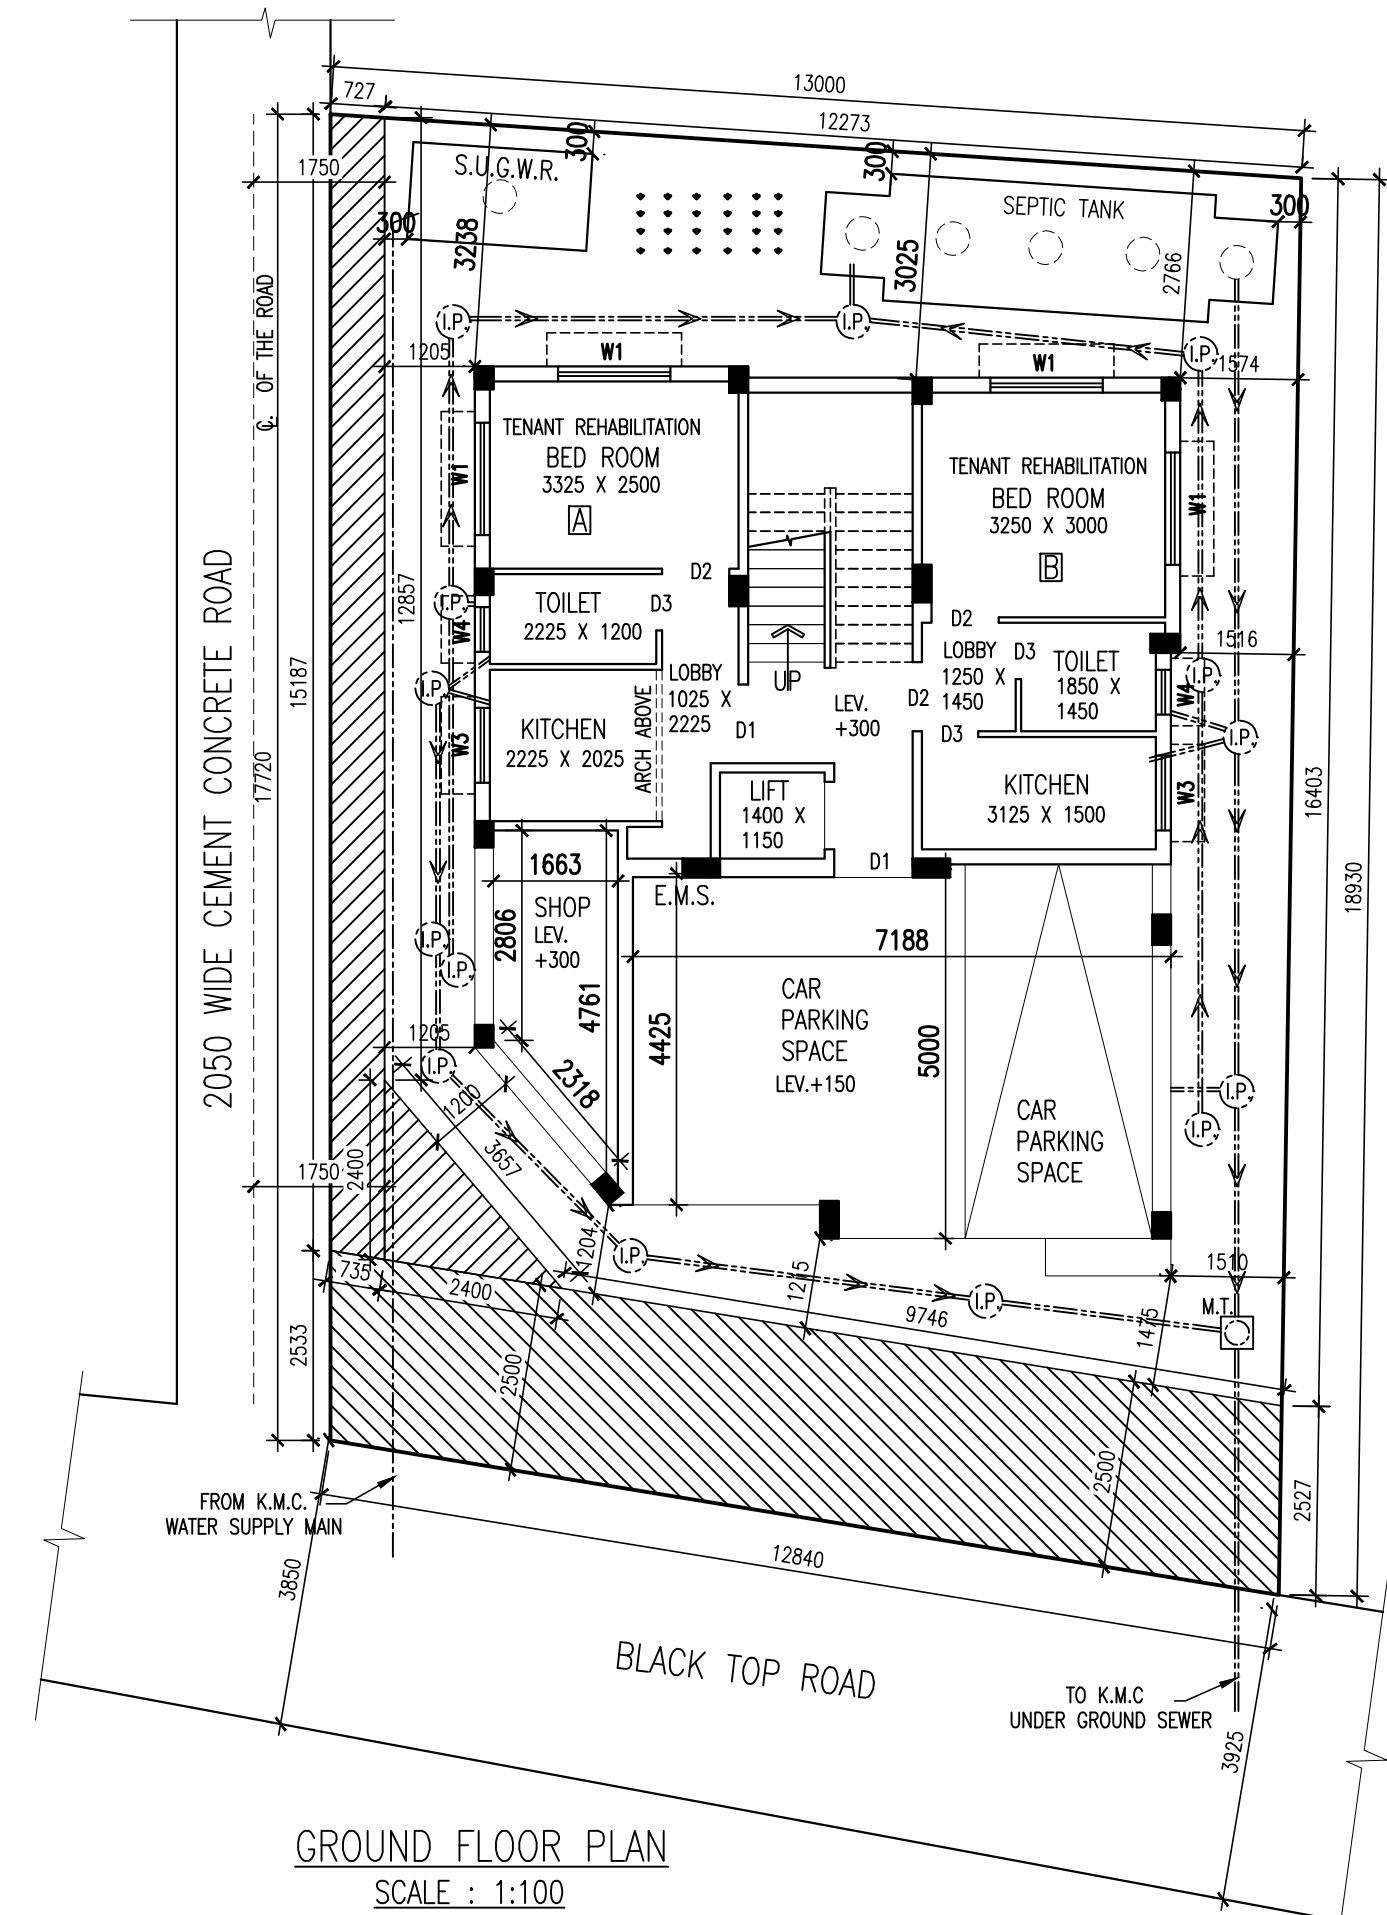 13000
727
12273
300
300
S.U.G.W.R.
1750
SEPTIC TANK
300
300
3238
3025
2766
I.P.
I.P.
I.P.
1205
W1
W1
1574
℄ OF THE ROAD
TENANT REHABILITATION
BED ROOM
3325 X 2500
A
W1
TENANT REHABILITATION
BED ROOM
3250 X 3000
B
W1
2050 WIDE CEMENT CONCRETE ROAD
17720
15187
12857
D2
I.P.
TOILET
2225 X 1200
D3
W4
D2
LOBBY
1250 X
1450
D3
TOILET
1850 X
1450
1516
I.P.
W4
I.P.
LOBBY
1025 X
2225
UP
D2
LEV.
+300
D1
KITCHEN
2225 X 2025
ARCH ABOVE
W3
D3
I.P.
KITCHEN
3125 X 1500
W3
LIFT
1400 X
1150
16403
18930
1663
D1
E.M.S.
SHOP
LEV.
+300
2806
4761
I.P.
I.P.
7188
CAR
PARKING
SPACE
LEV.+150
4425
5000
1205
I.P.
2318
1200
3657
I.P.
CAR
PARKING
SPACE
I.P.
1750
2400
1204
I.P.
1215
1510
735
2400
I.P.
9746
M.T.
1475
2533
2500
2500
2527
FROM K.M.C.
WATER SUPPLY MAIN
12840
3850
BLACK TOP ROAD
TO K.M.C
UNDER GROUND SEWER
3925
GROUND FLOOR PLAN
SCALE : 1:100